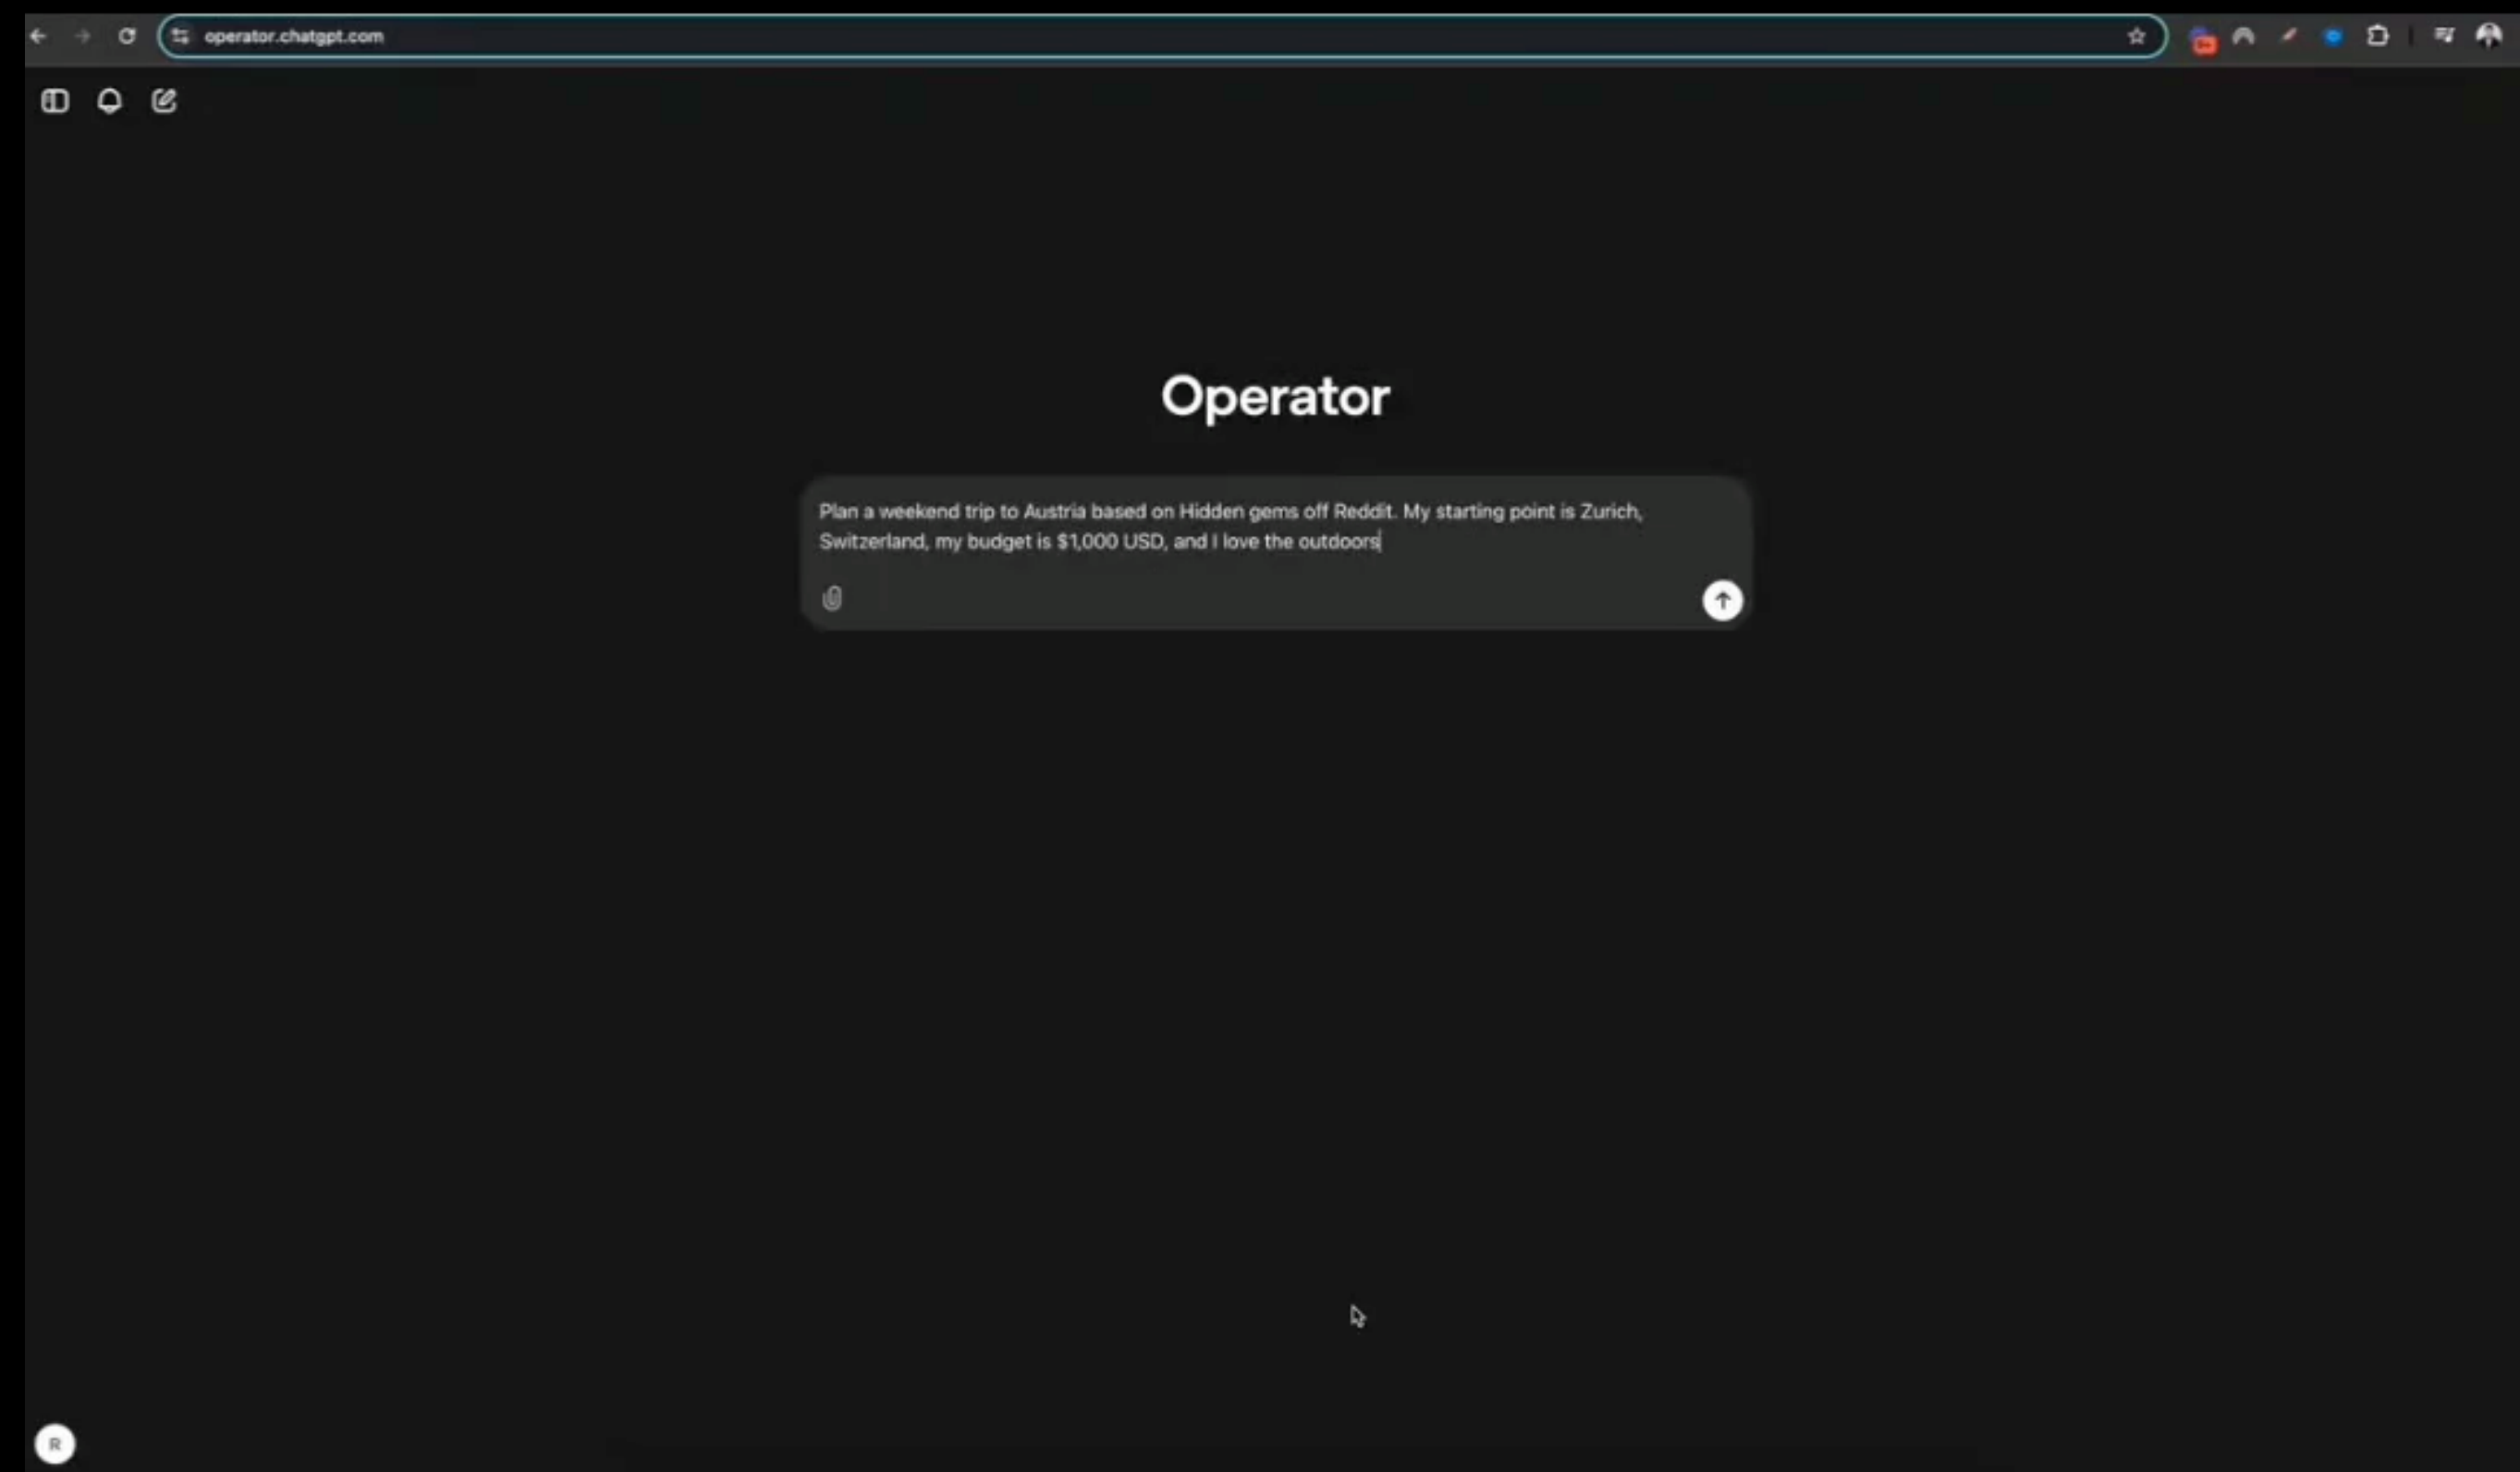 operator.chatgpt.com
Operator
Plan a weekend trip to Austria based on Hidden gems off Reddit. My starting point is Zurich,
Switzerland, my budget is $1,000 USD, and I love the outdoors
R